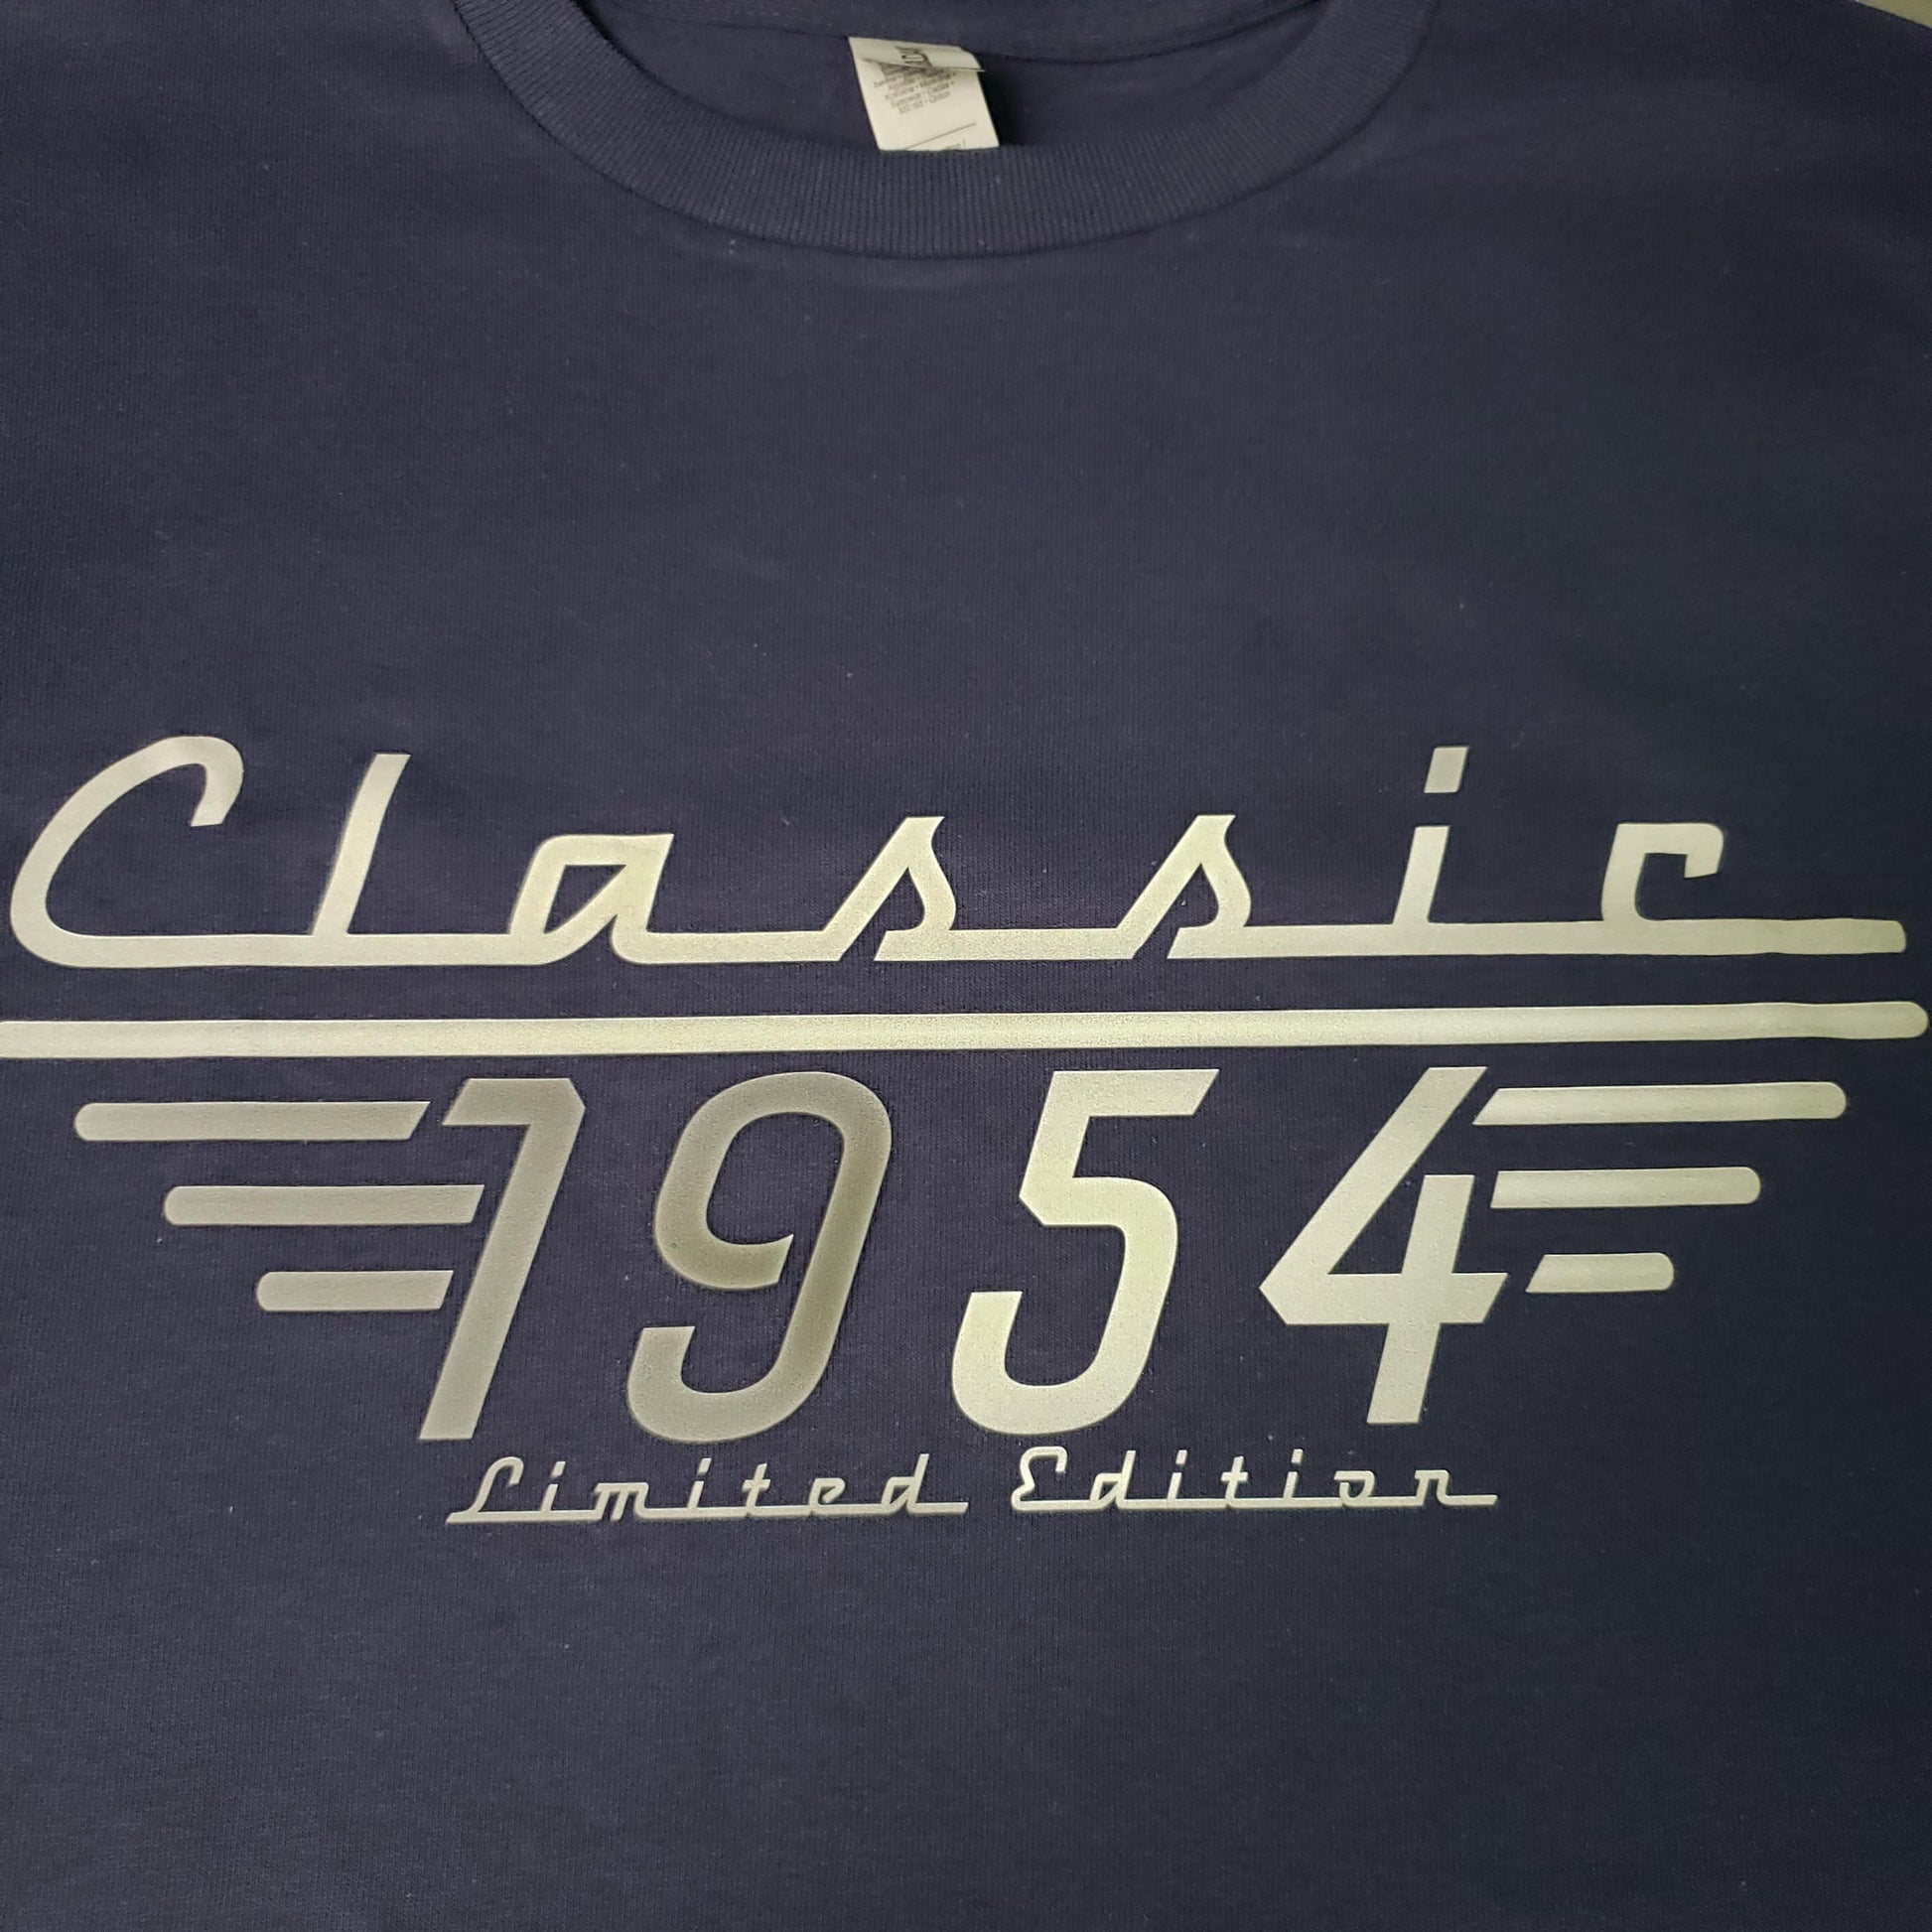 Classic
1954
Limited Edition